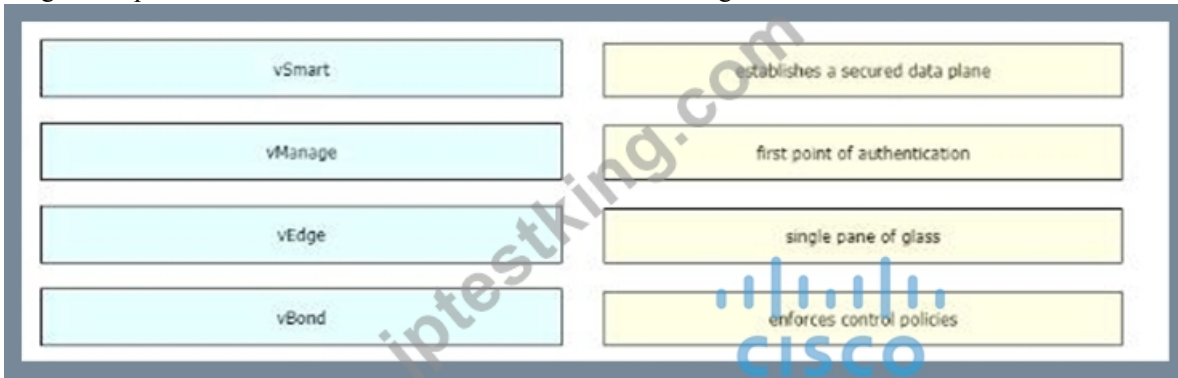 vSmart
establishes a secured data plane
vManage
first point of authentication
vEdge
single pane of glass
vBond
enforces control policies
iptestking.com
CISCO